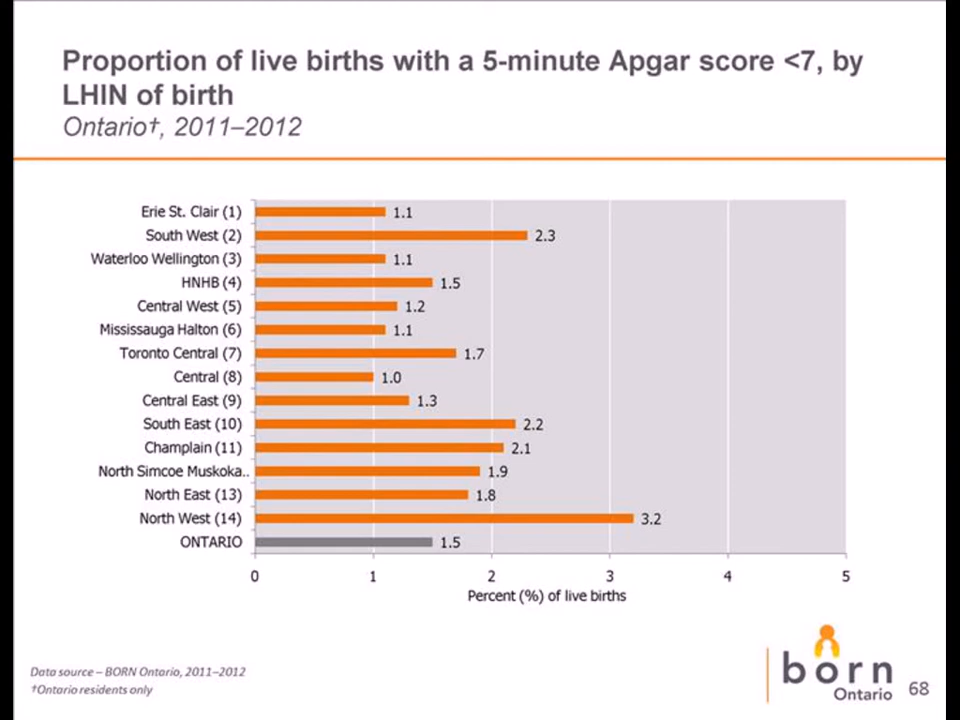 Proportion of live births with a 5-minute Apgar score <7, by
LHIN of birth
Ontario†, 2011–2012
Erie St. Clair (1) 1.1
South West (2) 2.3
Waterloo Wellington (3) 1.1
HNHB (4) 1.5
Central West (5) 1.2
Mississauga Halton (6) 1.1
Toronto Central (7) 1.7
Central (8) 1.0
Central East (9) 1.3
South East (10) 2.2
Champlain (11) 2.1
North Simcoe Muskoka.. 1.9
North East (13) 1.8
North West (14) 3.2
ONTARIO 1.5
0 1 2 3 4 5
Percent (%) of live births
Data source – BORN Ontario, 2011–2012
†Ontario residents only
born
Ontario
68